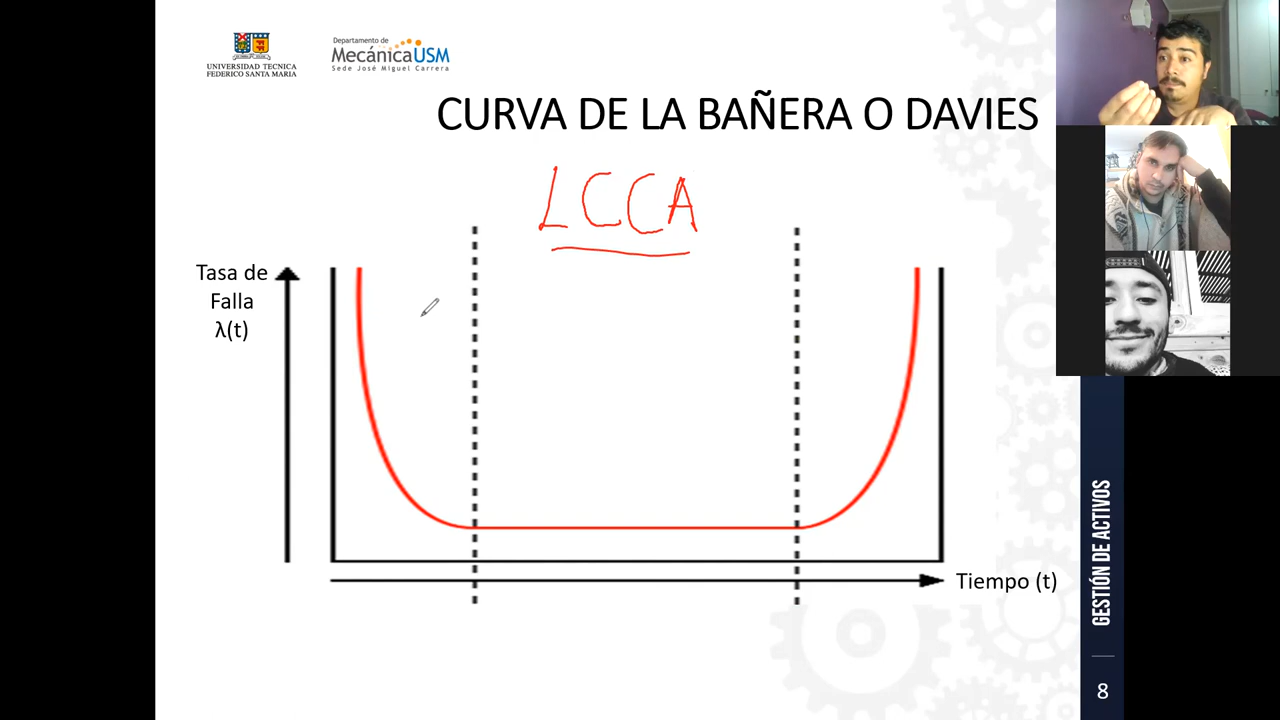 UNIVERSIDAD TECNICA
FEDERICO SANTA MARIA
Departamento de
MecánicaUSM
Sede José Miguel Carrera
CURVA DE LA BAÑERA O DAVIES
LCCA
Tasa de
Falla
λ(t)
Tiempo (t)
GESTIÓN DE ACTIVOS
8